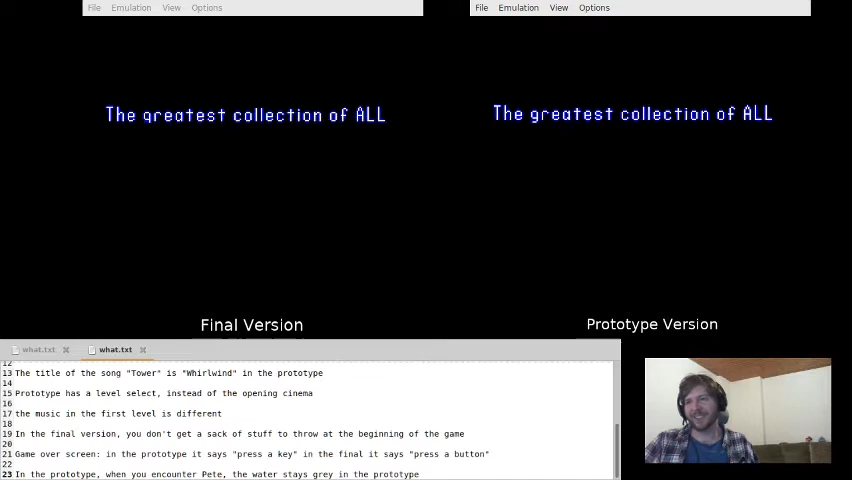 File Emulation View Options
File Emulation View Options
The greatest collection of ALL
The greatest collection of ALL
Final Version
Prototype Version
what.txt
what.txt
12
13 The title of the song "Tower" is "Whirlwind" in the prototype
14
15 Prototype has a level select, instead of the opening cinema
16
17 the music in the first level is different
18
19 In the final version, you don't get a sack of stuff to throw at the beginning of the game
20
21 Game over screen: in the prototype it says "press a key" in the final it says "press a button"
22
23 In the prototype, when you encounter Pete, the water stays grey in the prototype